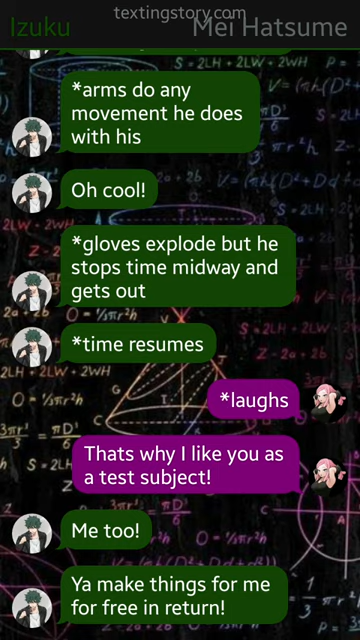 textingstory.com
Izuku
Mei Hatsume
*arms do any
movement he does
with his
Oh cool!
*gloves explode but he
stops time midway and
gets out
*time resumes
*laughs
Thats why I like you as
a test subject!
Me too!
Ya make things for me
for free in return!